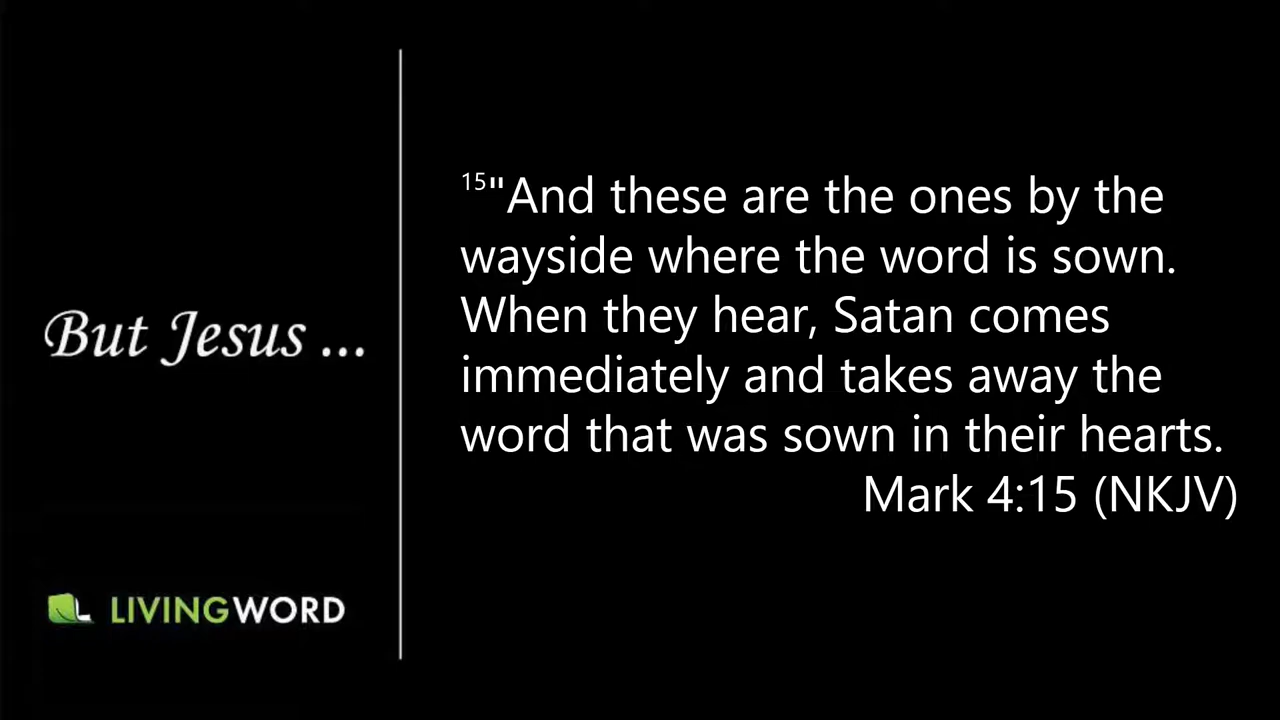 But Jesus ...
LIVINGWORD
15"And these are the ones by the
wayside where the word is sown.
When they hear, Satan comes
immediately and takes away the
word that was sown in their hearts.
Mark 4:15 (NKJV)